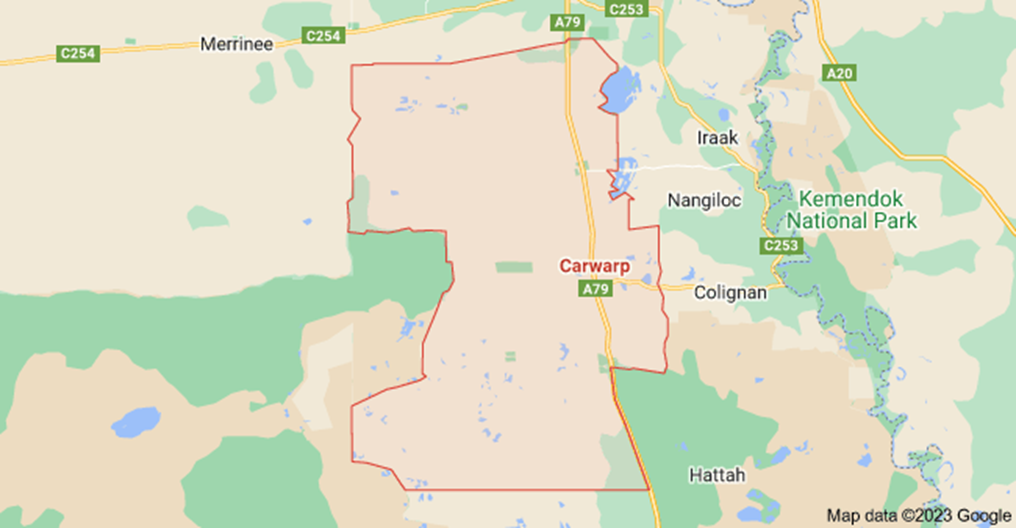 C253
A79
C254
Merrinee
C254
A20
Iraak
Nangiloc
Kemendok
National Park
C253
Carwarp
A79
Colignan
Hattah
Map data ©2023 Google